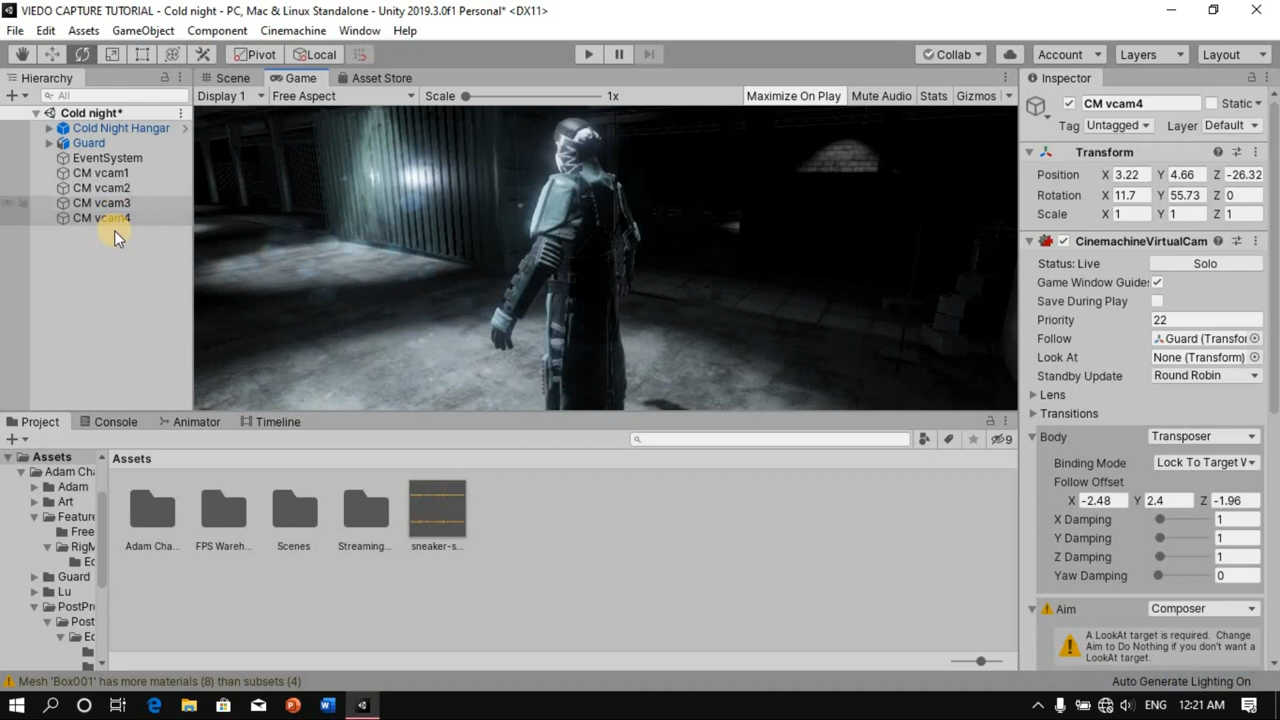 VIEDO CAPTURE TUTORIAL - Cold night - PC, Mac & Linux Standalone - Unity 2019.3.0f1 Personal* <DX11>
File Edit Assets GameObject Component Cinemachine Window Help
Pivot Local Collab Account Layers Layout
Hierarchy Scene Game Asset Store Inspector
All Display 1 Free Aspect Scale 1x Maximize On Play Mute Audio Stats Gizmos
CM vcam4 Static
Cold night*
Tag Untagged Layer Default
Cold Night Hangar
Guard
EventSystem
CM vcam1
CM vcam2
CM vcam3
CM vcam4
Transform
Position X 3.22 Y 4.66 Z -26.32
Rotation X 11.7 Y 55.73 Z 0
Scale X 1 Y 1 Z 1
CinemachineVirtualCam
Status: Live Solo
Game Window Guides
Save During Play
Priority 22
Follow Guard (Transfor
Look At None (Transform)
Standby Update Round Robin
Lens
Transitions
Body Transposer
Binding Mode Lock To Target W
Follow Offset
X -2.48 Y 2.4 Z -1.96
X Damping 1
Y Damping 1
Z Damping 1
Yaw Damping 0
Aim Composer
A LookAt target is required. Change
Aim to Do Nothing if you don't want a
LookAt target.
Project Console Animator Timeline
9
Assets
Adam Cha
Adam
Art
Feature
Free
RigM
Ed
Guard
Lu
PostPro
Post
Ed
Assets
Adam Cha... FPS Wareh... Scenes Streaming... sneaker-s...
Mesh 'Box001' has more materials (8) than subsets (4)
Auto Generate Lighting On
ENG 12:21 AM